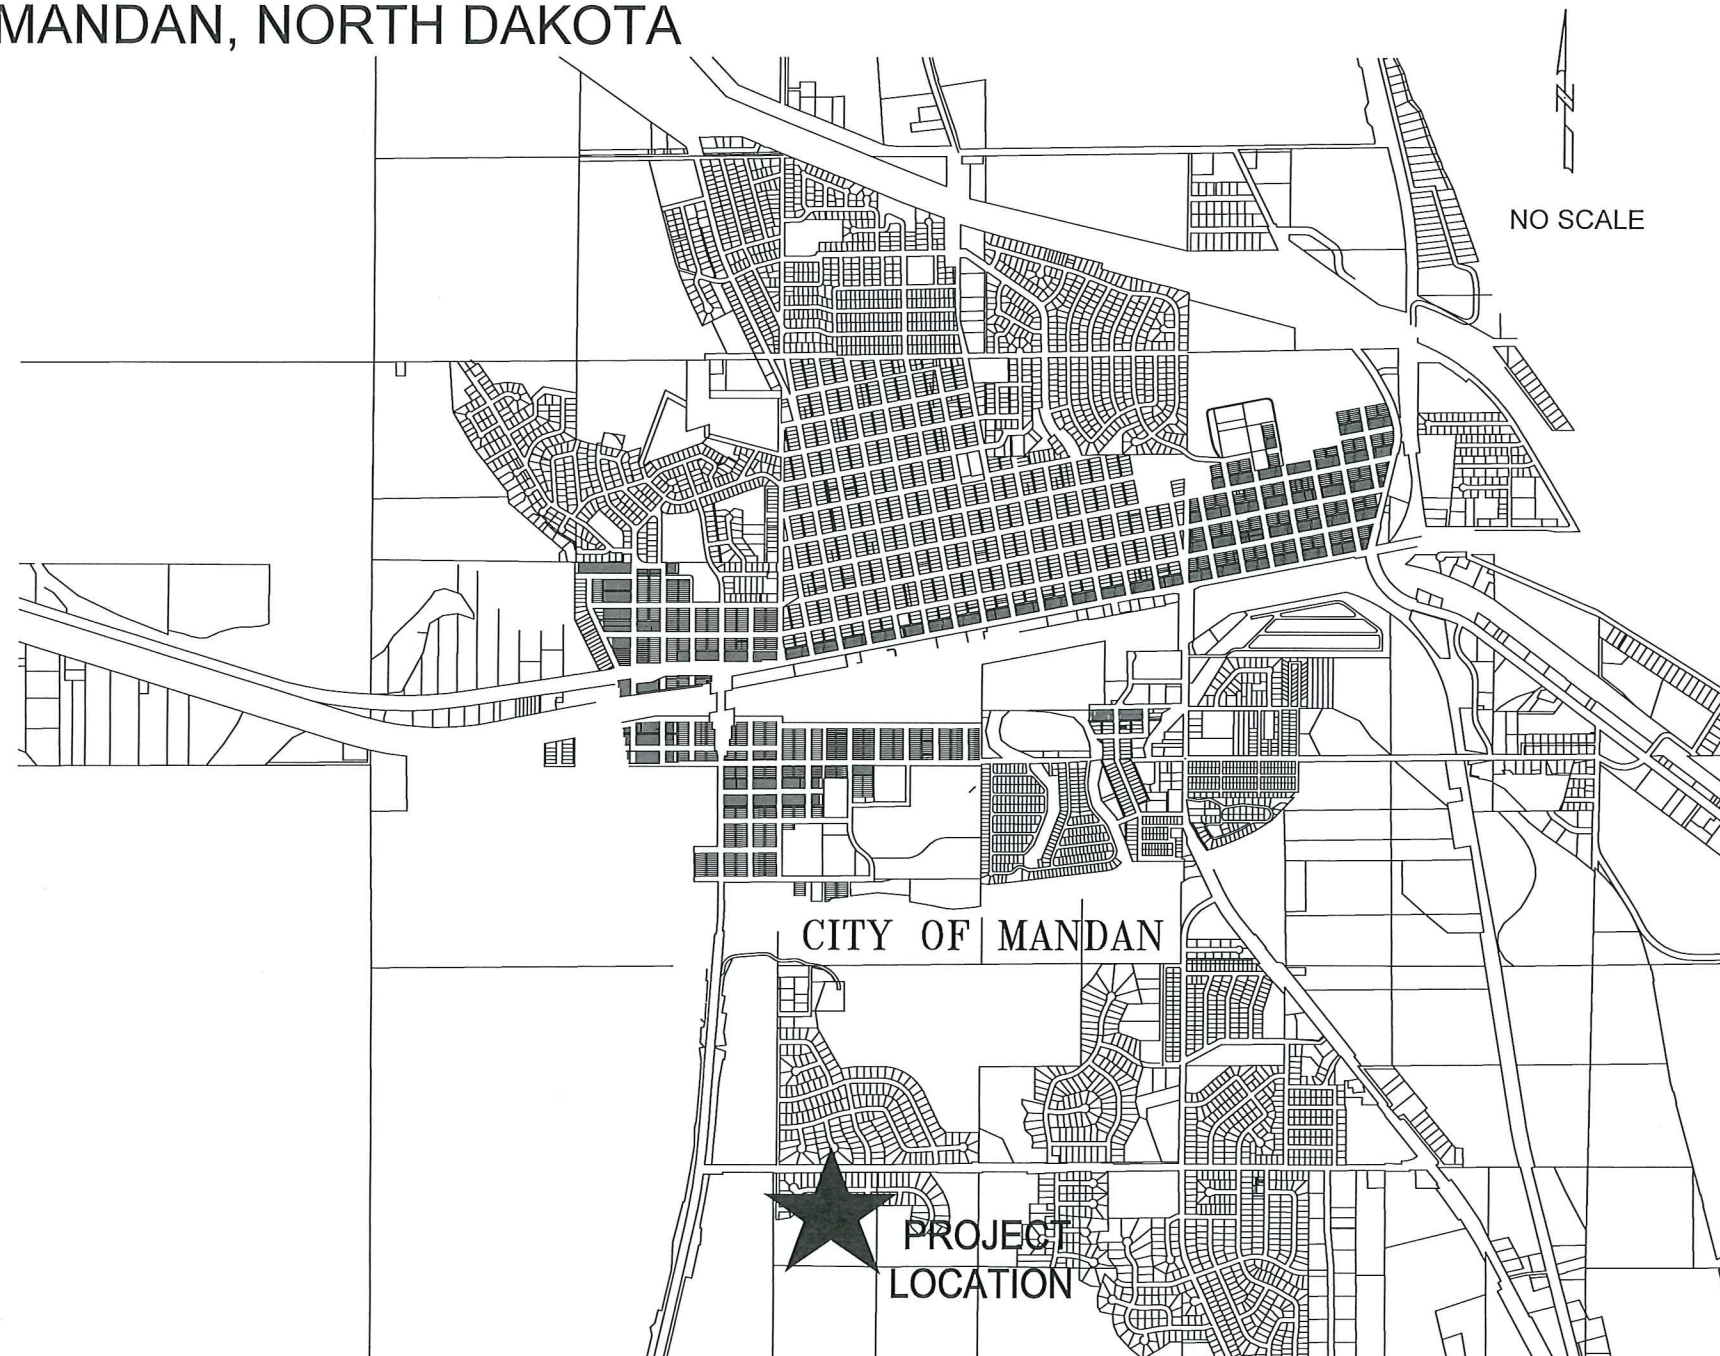 MANDAN, NORTH DAKOTA
N
NO SCALE
CITY OF MANDAN
PROJECT
LOCATION